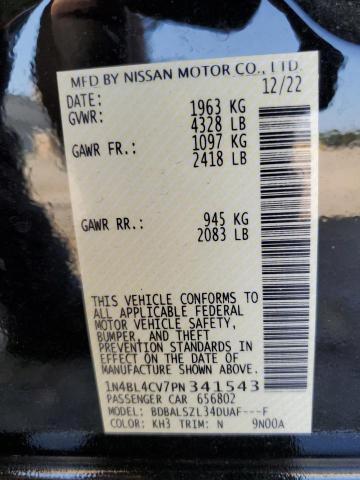 MFD BY NISSAN MOTOR CO., LTD.
DATE: 12/22
GVWR: 1963 KG
4328 LB
GAWR FR.: 1097 KG
2418 LB
GAWR RR.: 945 KG
2083 LB
THIS VEHICLE CONFORMS TO
ALL APPLICABLE FEDERAL
MOTOR VEHICLE SAFETY,
BUMPER, AND THEFT
PREVENTION STANDARDS IN
EFFECT ON THE DATE OF
MANUFACTURE SHOWN ABOVE.
1N4BL4CV7PN341543
PASSENGER CAR 656802
MODEL: BDBALSZL34DUAF---F
COLOR: KH3 TRIM: N 9N00A